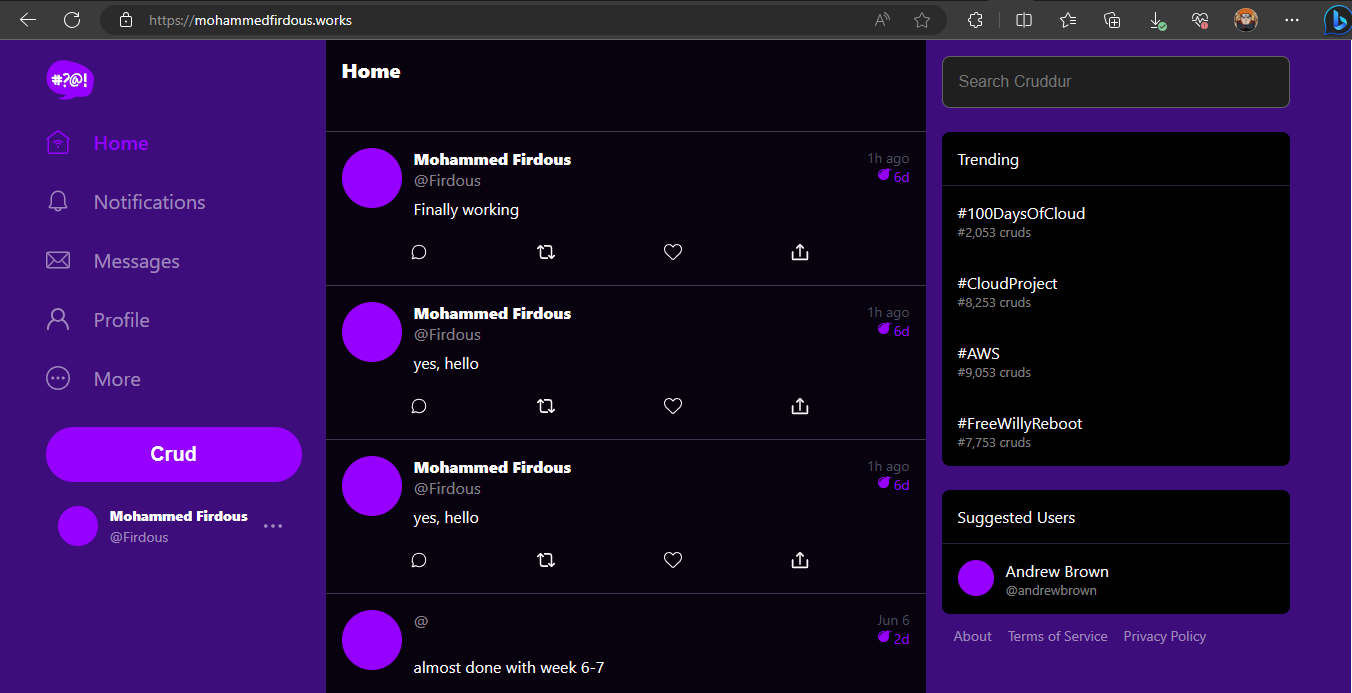 https://mohammedfirdous.works
#?@!
Home
Notifications
Messages
Profile
More
Crud
Mohammed Firdous
@Firdous
Home
Mohammed Firdous
1h ago
@Firdous
6d
Finally working
Mohammed Firdous
1h ago
@Firdous
6d
yes, hello
Mohammed Firdous
1h ago
@Firdous
6d
yes, hello
@
Jun 6
2d
almost done with week 6-7
Search Cruddur
Trending
#100DaysOfCloud
#2,053 cruds
#CloudProject
#8,253 cruds
#AWS
#9,053 cruds
#FreeWillyReboot
#7,753 cruds
Suggested Users
Andrew Brown
@andrewbrown
About Terms of Service Privacy Policy